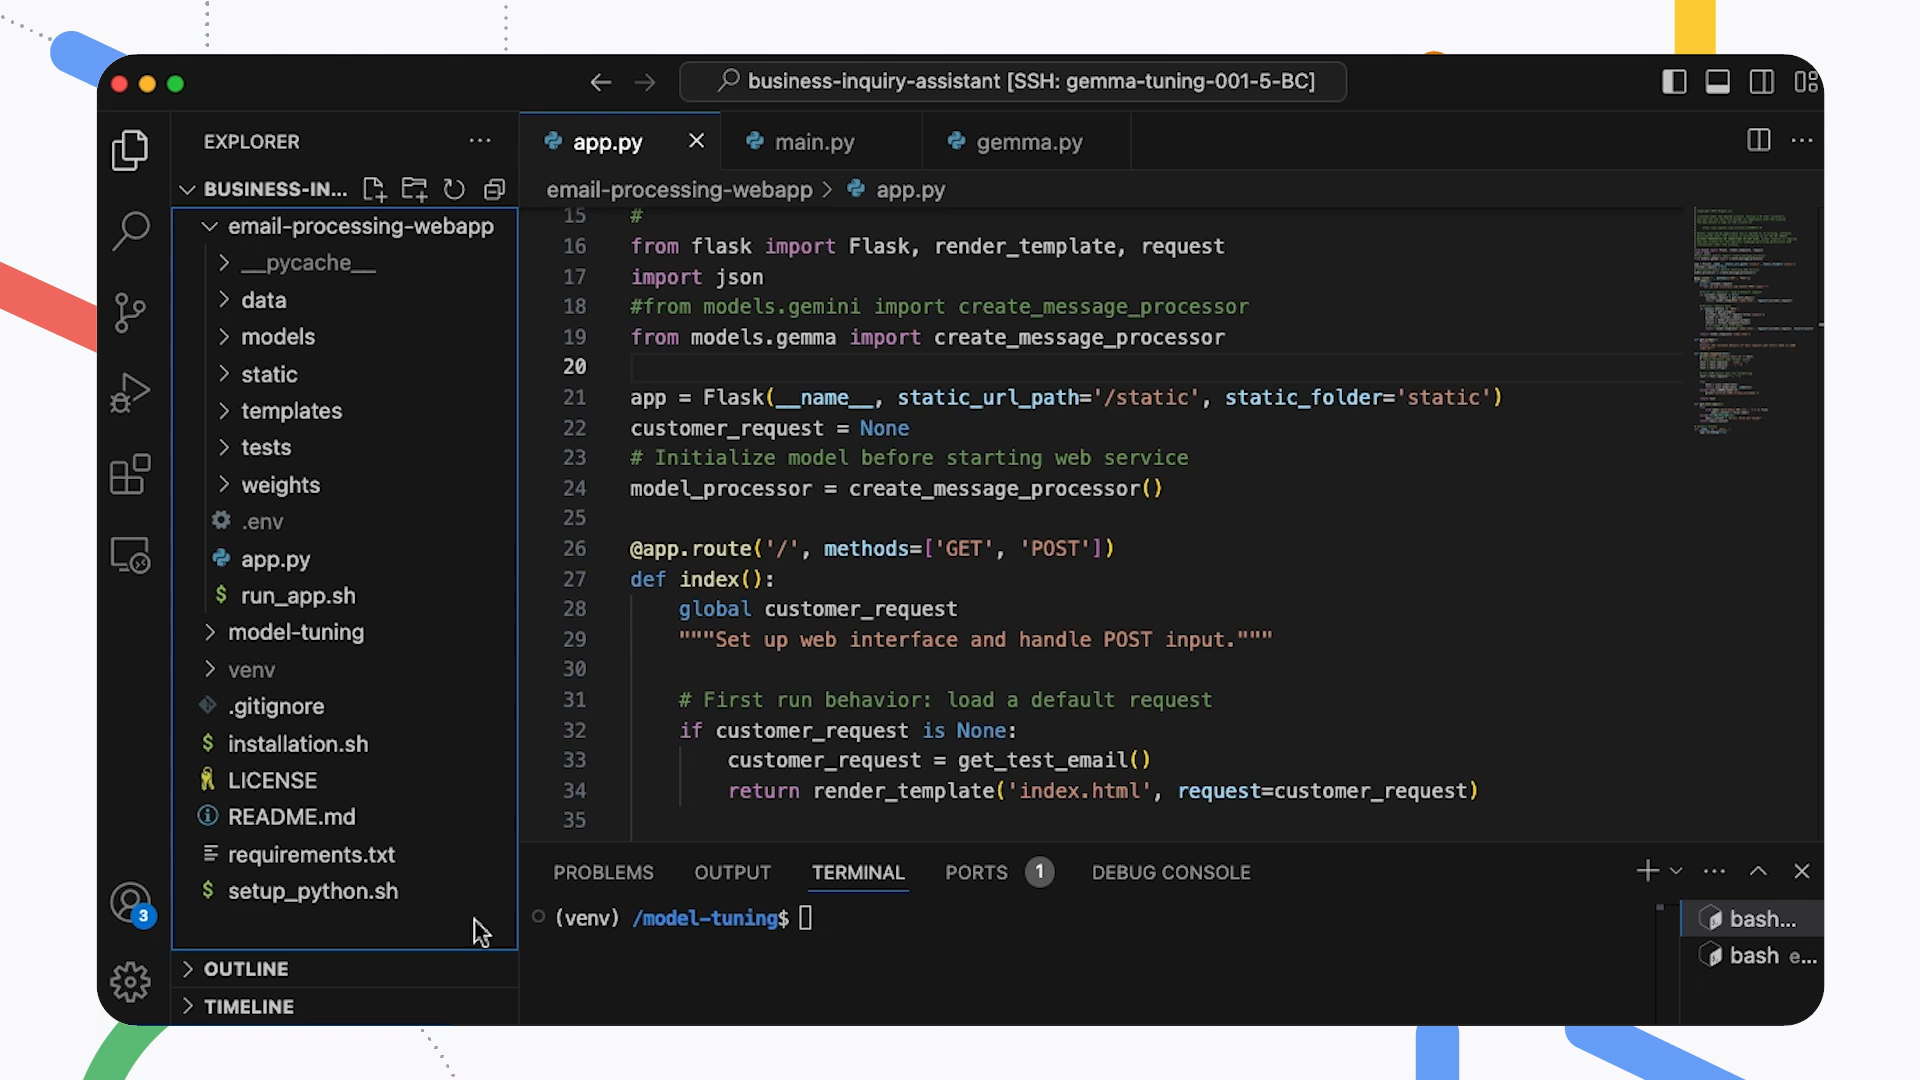 business-inquiry-assistant [SSH: gemma-tuning-001-5-BC]
EXPLORER
BUSINESS-IN...
email-processing-webapp
__pycache__
data
models
static
templates
tests
weights
.env
app.py
$ run_app.sh
model-tuning
venv
.gitignore
$ installation.sh
LICENSE
README.md
requirements.txt
$ setup_python.sh
OUTLINE
TIMELINE
3
app.py
main.py
gemma.py
email-processing-webapp > app.py
15 #
16 from flask import Flask, render_template, request
17 import json
18 #from models.gemini import create_message_processor
19 from models.gemma import create_message_processor
20
21 app = Flask(__name__, static_url_path='/static', static_folder='static')
22 customer_request = None
23 # Initialize model before starting web service
24 model_processor = create_message_processor()
25
26 @app.route('/', methods=['GET', 'POST'])
27 def index():
28 global customer_request
29 """Set up web interface and handle POST input."""
30
31 # First run behavior: load a default request
32 if customer_request is None:
33 customer_request = get_test_email()
34 return render_template('index.html', request=customer_request)
35
PROBLEMS OUTPUT TERMINAL PORTS 1 DEBUG CONSOLE
(venv) /model-tuning$
bash...
bash e...